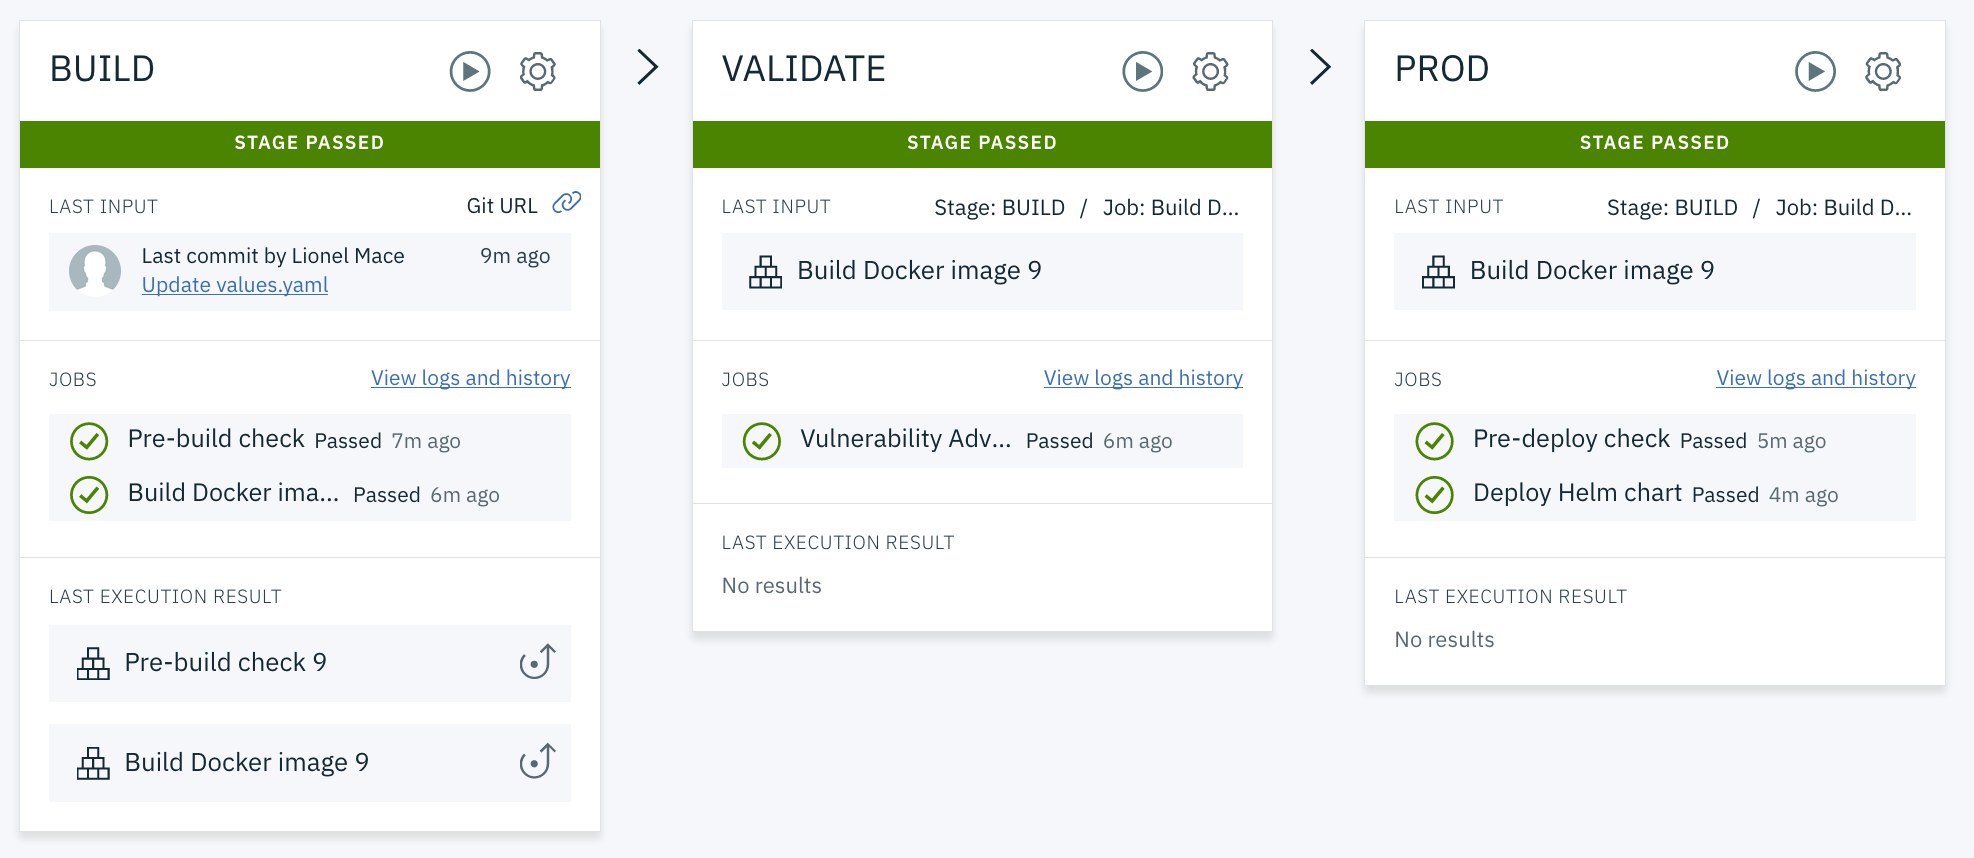 BUILD
STAGE PASSED
LAST INPUT Git URL
Last commit by Lionel Mace 9m ago
Update values.yaml
JOBS View logs and history
Pre-build check Passed 7m ago
Build Docker ima... Passed 6m ago
LAST EXECUTION RESULT
Pre-build check 9
Build Docker image 9
VALIDATE
STAGE PASSED
LAST INPUT Stage: BUILD / Job: Build D...
Build Docker image 9
JOBS View logs and history
Vulnerability Adv... Passed 6m ago
LAST EXECUTION RESULT
No results
PROD
STAGE PASSED
LAST INPUT Stage: BUILD / Job: Build D...
Build Docker image 9
JOBS View logs and history
Pre-deploy check Passed 5m ago
Deploy Helm chart Passed 4m ago
LAST EXECUTION RESULT
No results